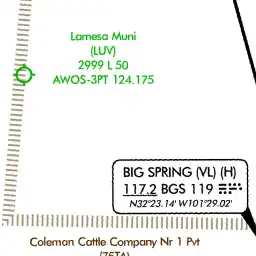 Lamesa Muni
(LUV)
2999 L 50
AWOS-3PT 124.175
BIG SPRING (VL) (H)
117.2 BGS 119
N32°23.14' W101°29.02'
Coleman Cattle Company Nr 1 Pvt
(7ETA)